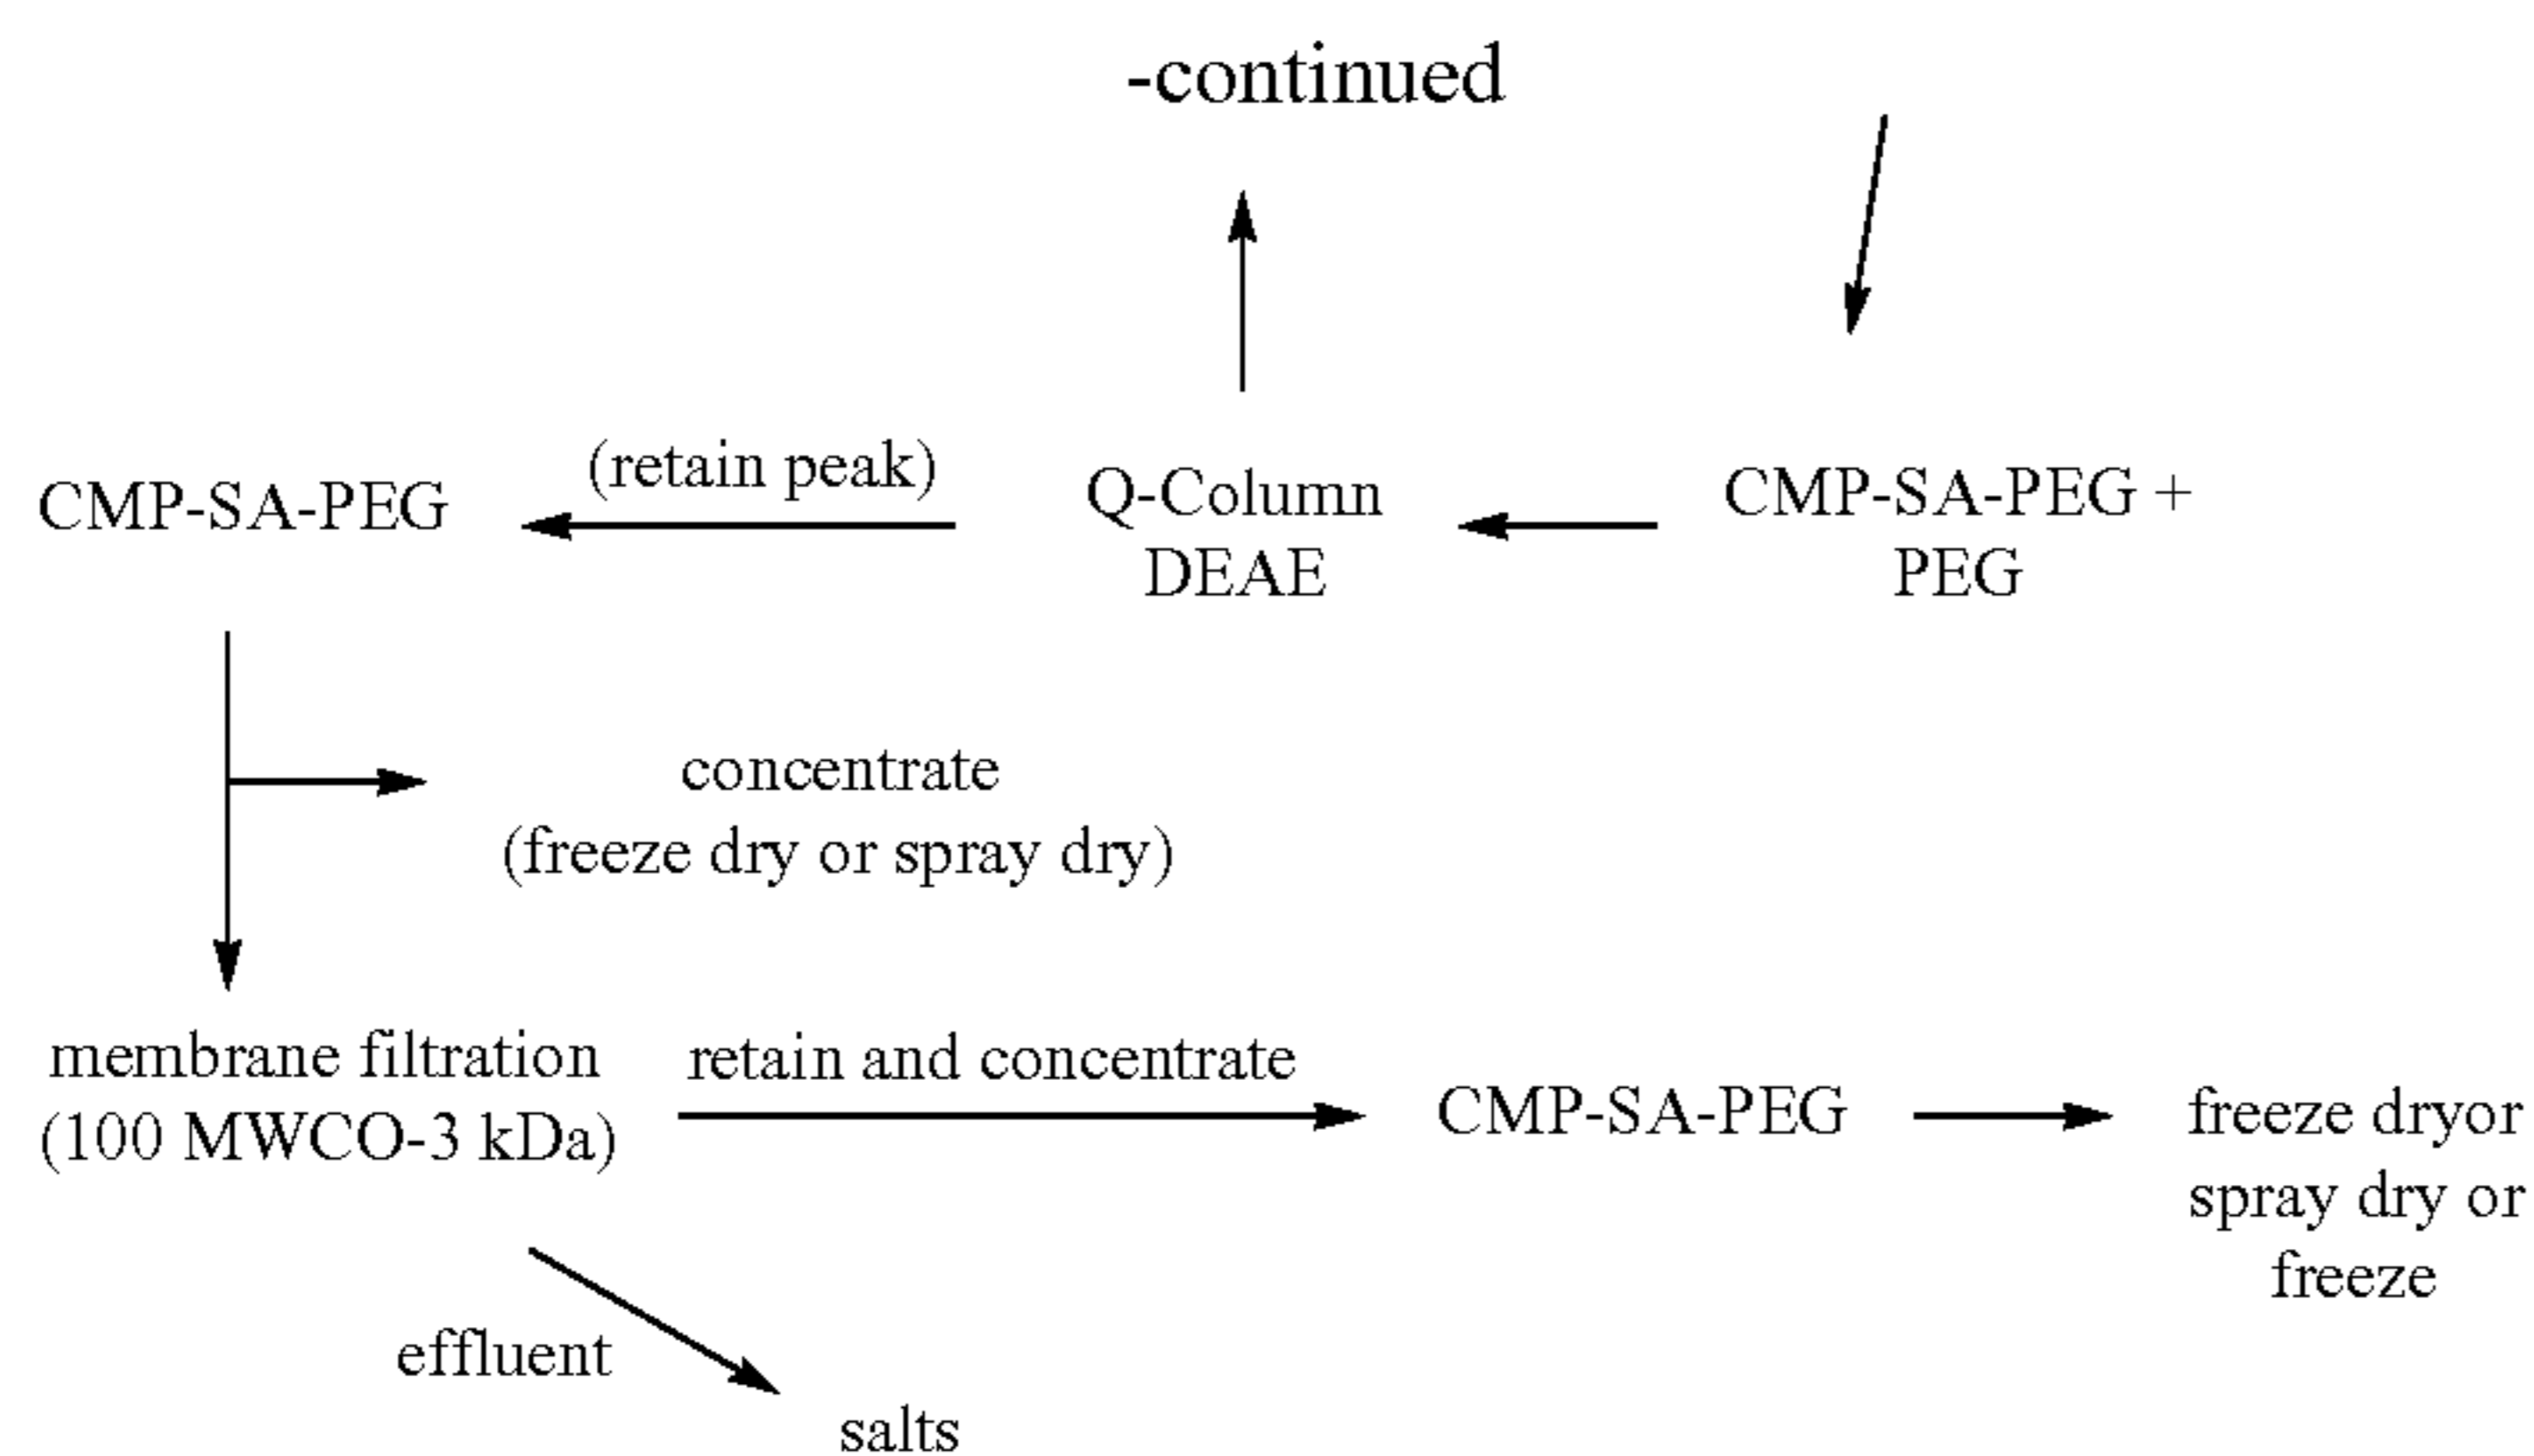 -continued
CMP-SA-PEG
(retain peak)
Q-Column
DEAE
CMP-SA-PEG +
PEG
concentrate
(freeze dry or spray dry)
membrane filtration
(100 MWCO-3 kDa)
retain and concentrate
CMP-SA-PEG
freeze dryor
spray dry or
freeze
effluent
salts